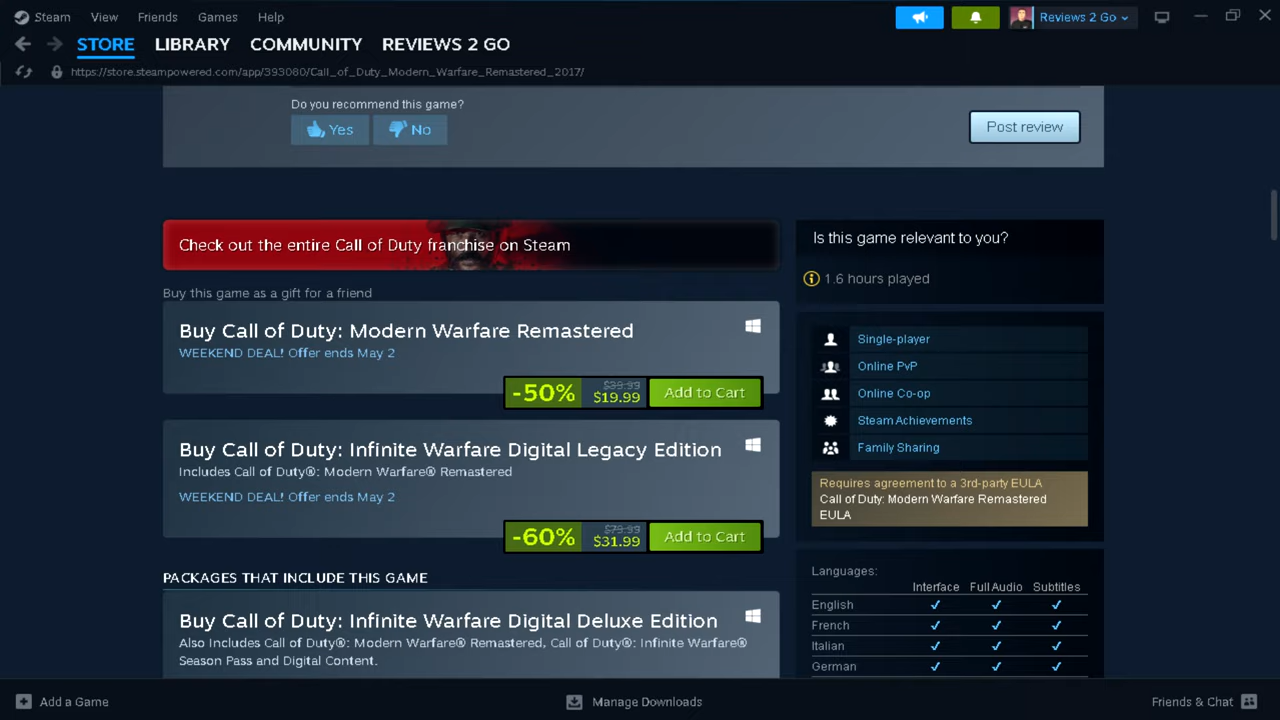 Steam View Friends Games Help
Reviews 2 Go
STORE LIBRARY COMMUNITY REVIEWS 2 GO
https://store.steampowered.com/app/393080/Call_of_Duty_Modern_Warfare_Remastered_2017/
Do you recommend this game?
Yes No
Post review
Check out the entire Call of Duty franchise on Steam
Buy this game as a gift for a friend
Buy Call of Duty: Modern Warfare Remastered
WEEKEND DEAL! Offer ends May 2
-50% $39.99 $19.99 Add to Cart
Buy Call of Duty: Infinite Warfare Digital Legacy Edition
Includes Call of Duty®: Modern Warfare® Remastered
WEEKEND DEAL! Offer ends May 2
-60% $79.99 $31.99 Add to Cart
PACKAGES THAT INCLUDE THIS GAME
Buy Call of Duty: Infinite Warfare Digital Deluxe Edition
Also Includes Call of Duty®: Modern Warfare® Remastered, Call of Duty®: Infinite Warfare®
Season Pass and Digital Content.
Is this game relevant to you?
1.6 hours played
Single-player
Online PvP
Online Co-op
Steam Achievements
Family Sharing
Requires agreement to a 3rd-party EULA
Call of Duty: Modern Warfare Remastered
EULA
Languages:
Interface Full Audio Subtitles
English ✓ ✓ ✓
French ✓ ✓ ✓
Italian ✓ ✓ ✓
German ✓ ✓ ✓
Add a Game
Manage Downloads
Friends & Chat